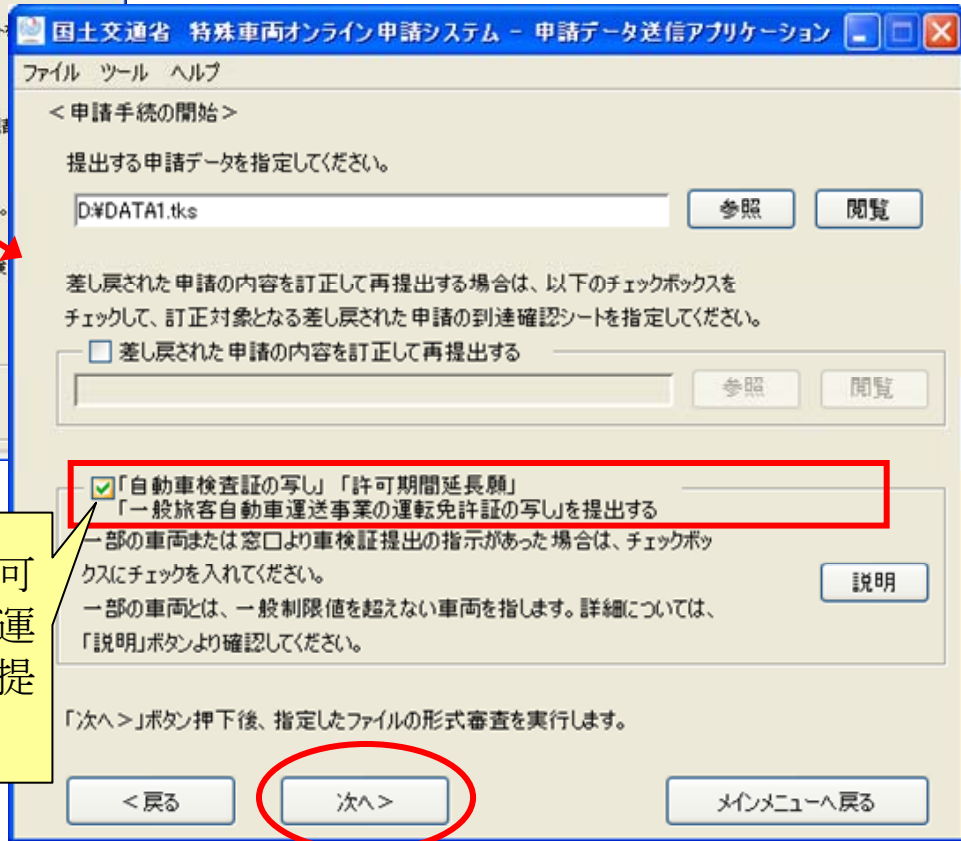 国土交通省 特殊車両オンライン申請システム - 申請データ送信アプリケーション
ファイル ツール ヘルプ
<申請手続の開始>
提出する申請データを指定してください。
D:¥DATA1.tks 参照 閲覧
差し戻された申請の内容を訂正して再提出する場合は、以下のチェックボックスを
チェックして、訂正対象となる差し戻された申請の到達確認シートを指定してください。
差し戻された申請の内容を訂正して再提出する
参照 閲覧
「自動車検査証の写し」「許可期間延長願」
「一般旅客自動車運送事業の運転免許証の写し」を提出する
一部の車両または窓口より車検証提出の指示があった場合は、チェックボッ
クスにチェックを入れてください。
説明
一部の車両とは、一般制限値を超えない車両を指します。詳細については、
「説明」ボタンより確認してください。
可
運
提
「次へ>」ボタン押下後、指定したファイルの形式審査を実行します。
<戻る 次へ> メインメニューへ戻る